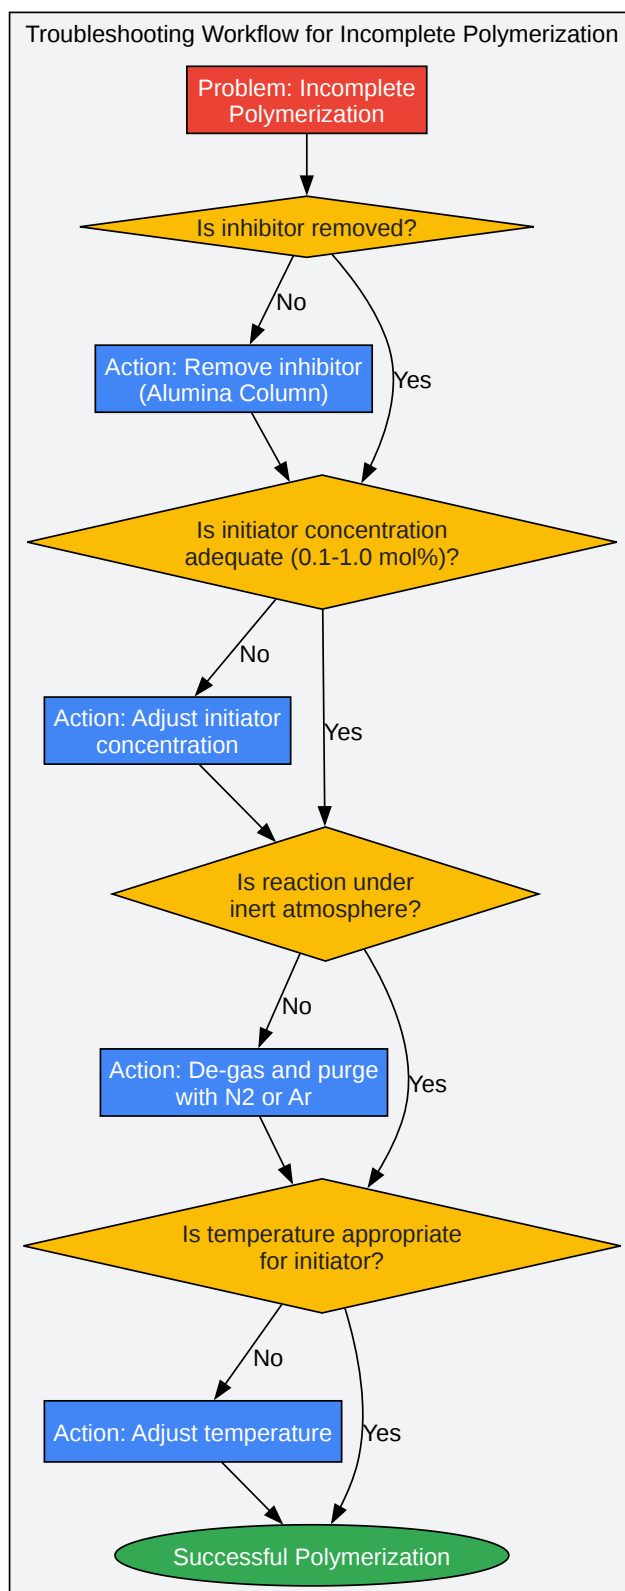 Troubleshooting Workflow for Incomplete Polymerization
Problem: Incomplete
Polymerization
Is inhibitor removed?
No
Action: Remove inhibitor
(Alumina Column)
Yes
Is initiator concentration
adequate (0.1-1.0 mol%)?
No
Action: Adjust initiator
concentration
Yes
Is reaction under
inert atmosphere?
No
Action: De-gas and purge
with N2 or Ar
Yes
Is temperature appropriate
for initiator?
No
Action: Adjust temperature
Yes
Successful Polymerization